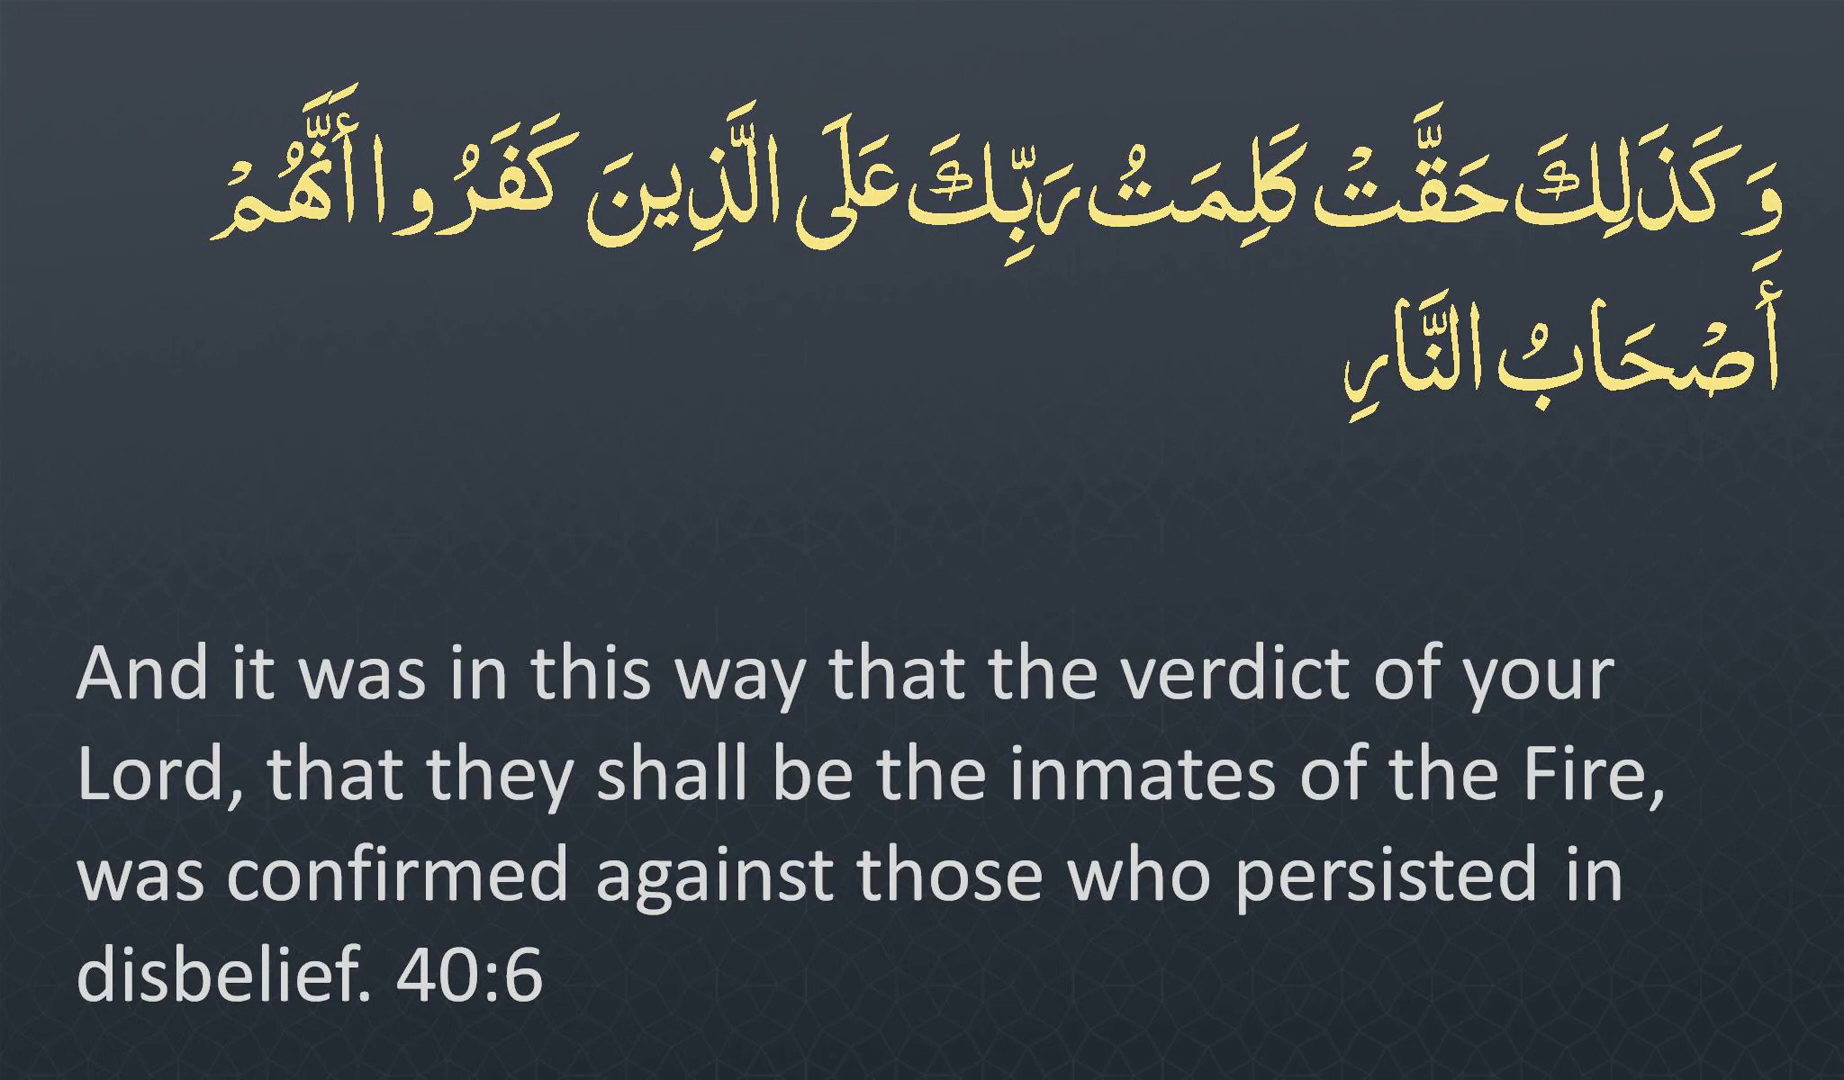 وَكَذَلِكَ حَقَّتْ كَلِمَتُ رَبِّكَ عَلَى الَّذِينَ كَفَرُوا أَنَّهُمْ
أَصْحَابُ النَّارِ
And it was in this way that the verdict of your
Lord, that they shall be the inmates of the Fire,
was confirmed against those who persisted in
disbelief. 40:6